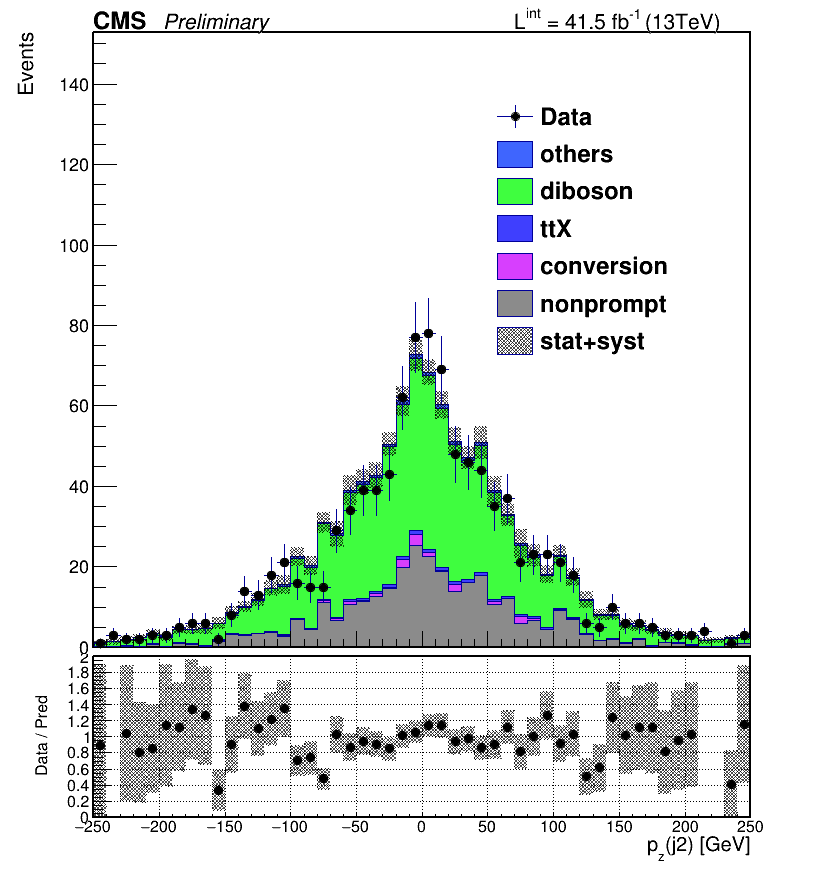 CMS Preliminary L^int = 41.5 fb^-1 (13TeV)
Events
140
120
100
80
60
40
20
0
Data
others
diboson
ttX
conversion
nonprompt
stat+syst
Data / Pred
2
1.8
1.6
1.4
1.2
1
0.8
0.6
0.4
0.2
0
−250 −200 −150 −100 −50 0 50 100 150 200 250
p_z(j2) [GeV]